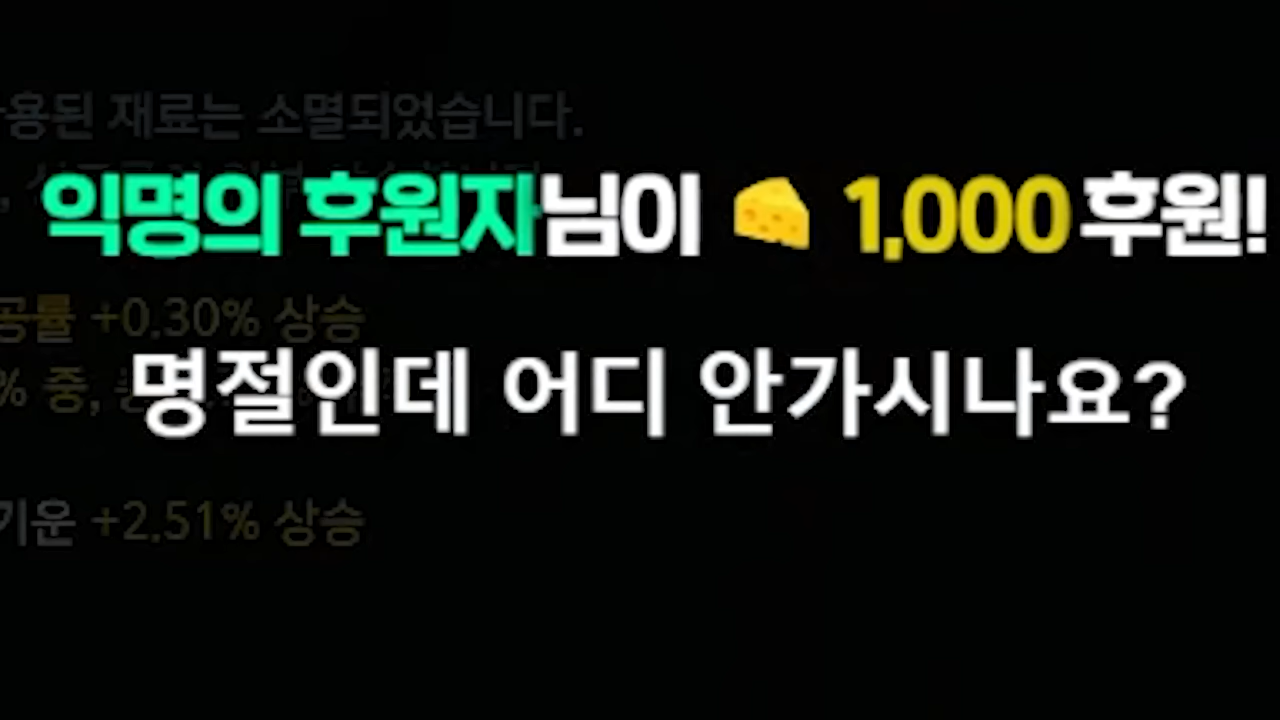 용된 재료는 소멸되었습니다.
익명의 후원자님이 🧀 1,000 후원!
공률 +0.30% 상승
% 중,
명절인데 어디 안가시나요?
기운 +2.51% 상승